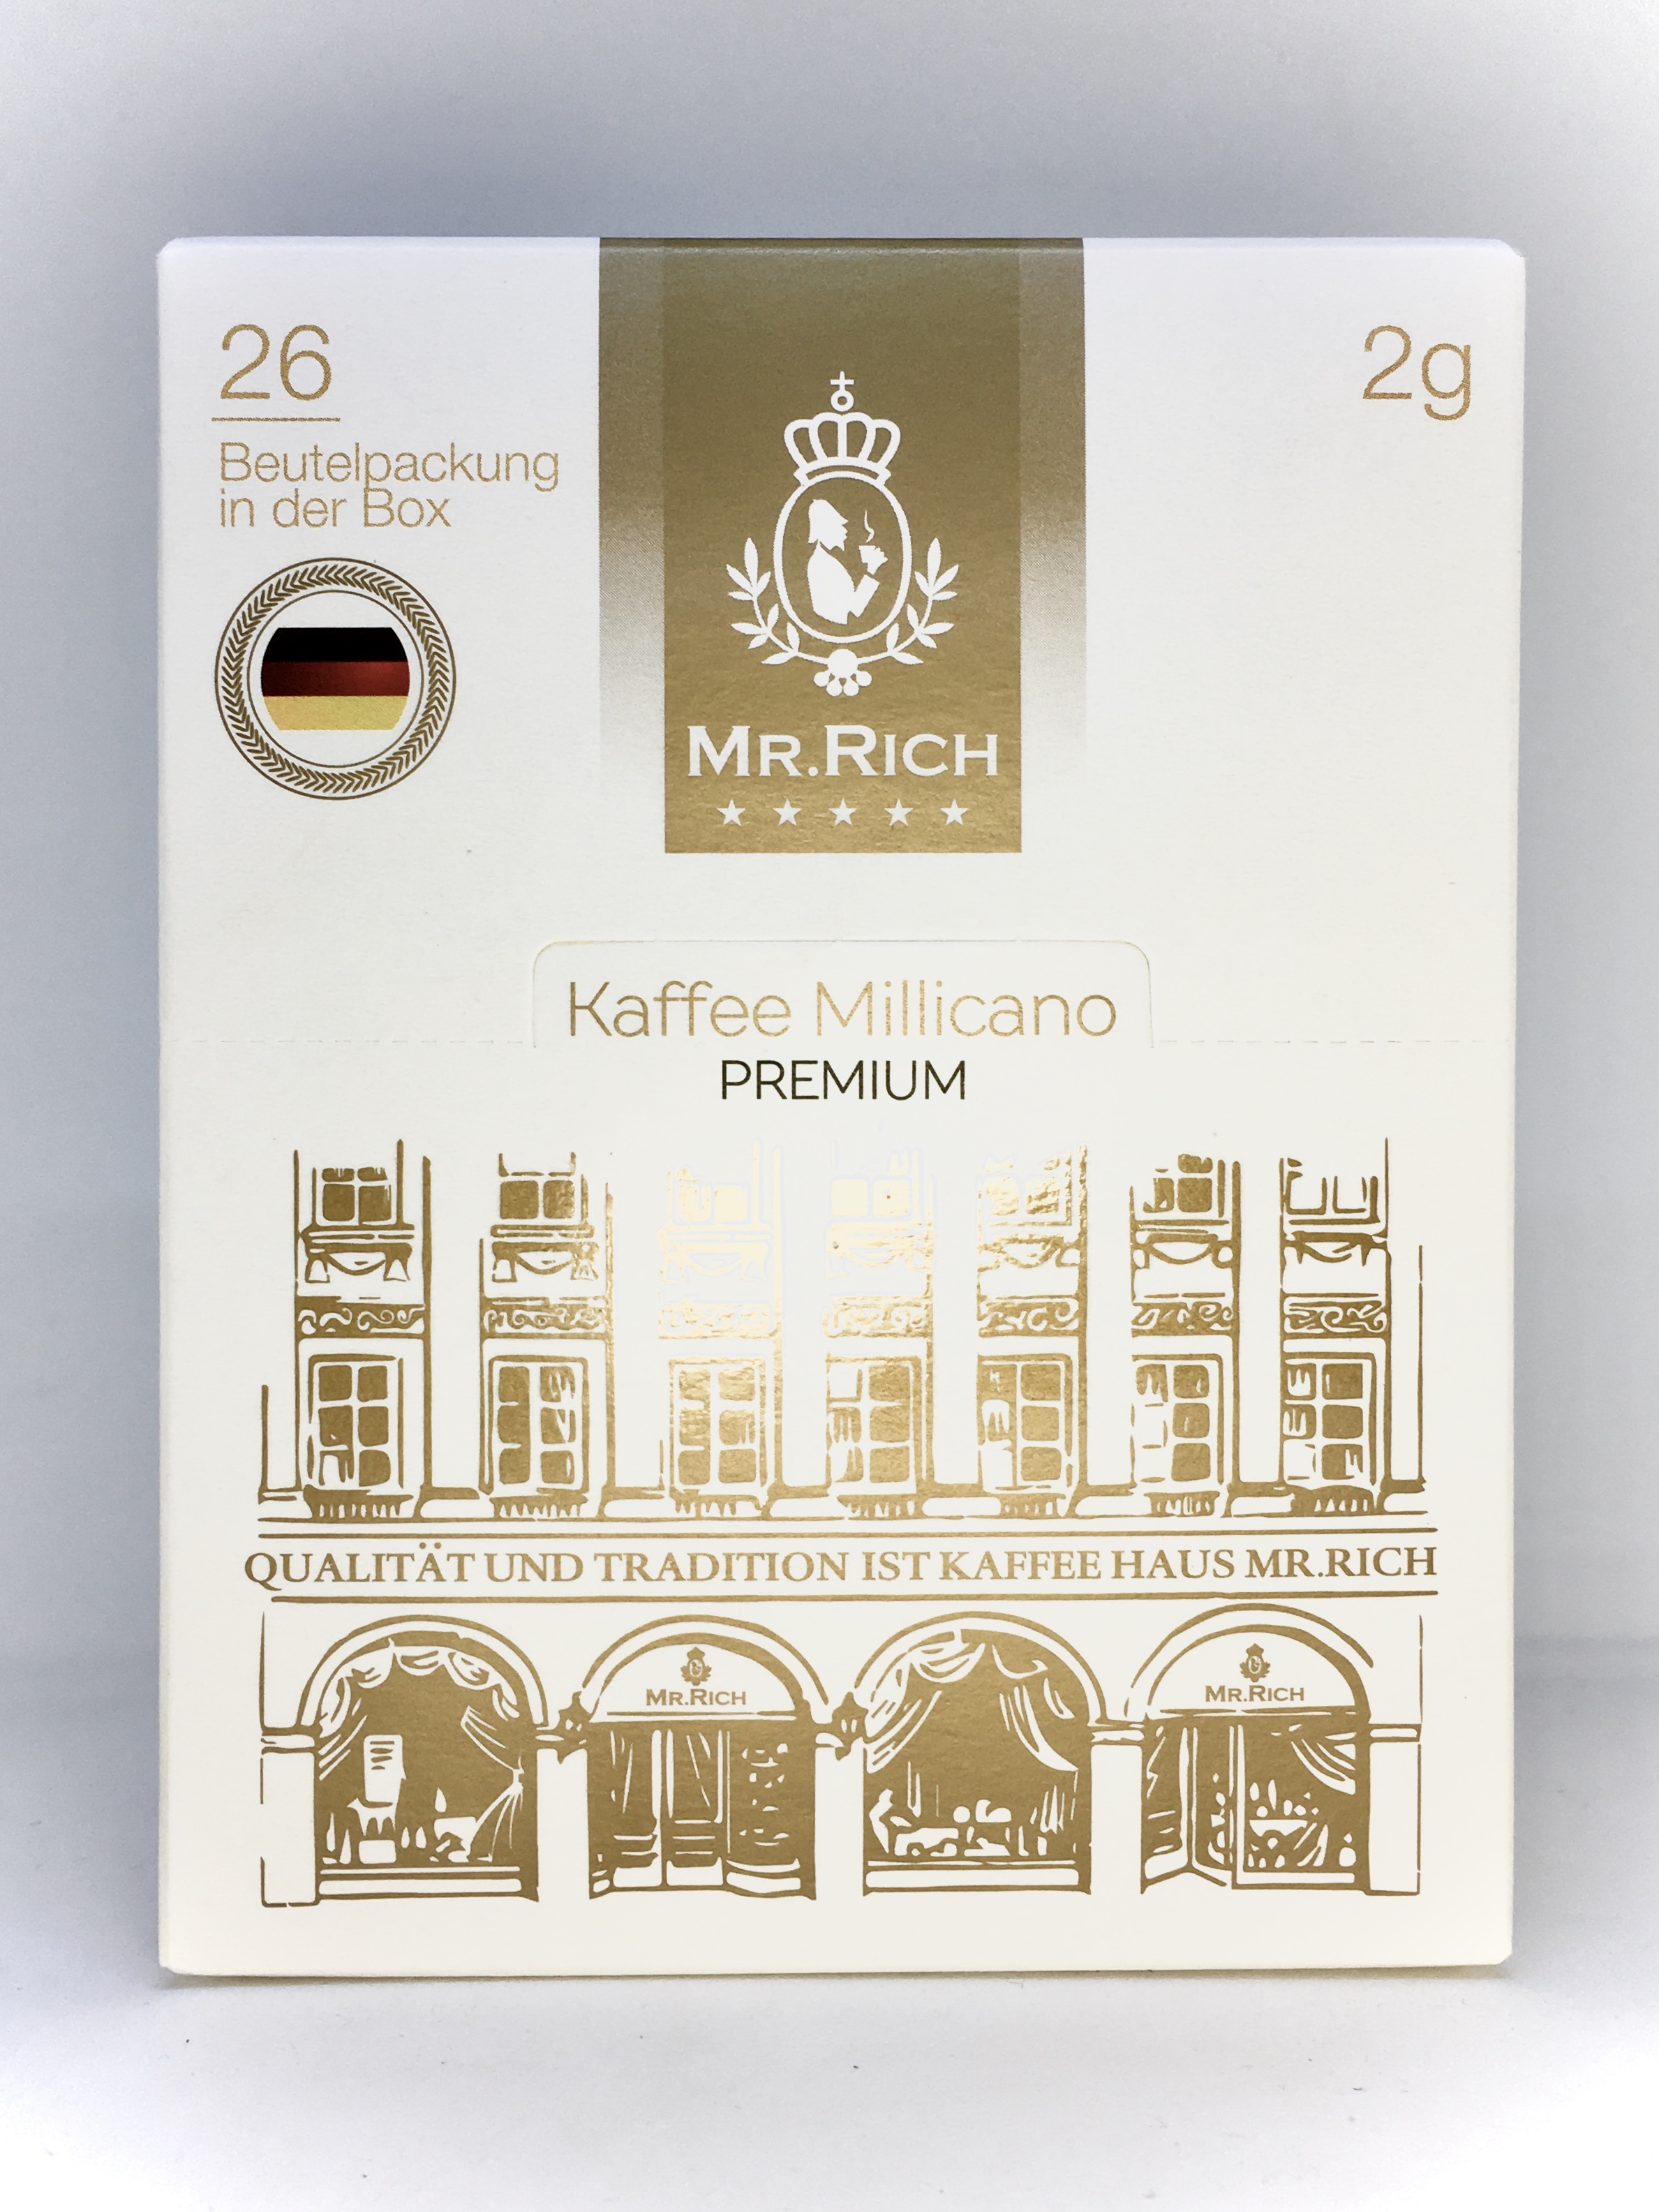 26
2g
Beutelpackung
in der Box
MR.RICH
Kaffee Millicano
PREMIUM
QUALITÄT UND TRADITION IST KAFFEE HAUS MR.RICH
MR.RICH
MR.RICH